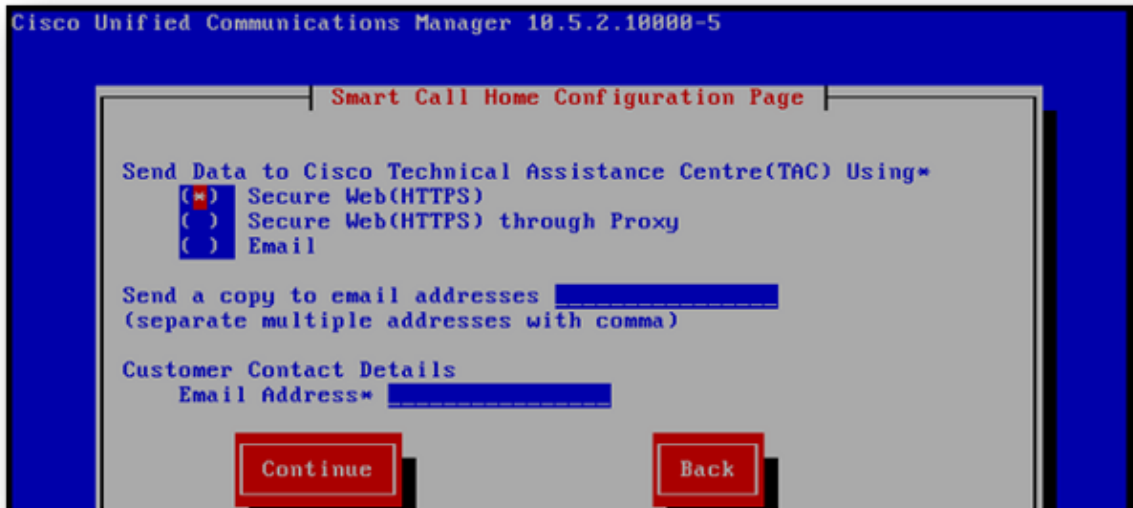 Cisco Unified Communications Manager 10.5.2.10000-5
Smart Call Home Configuration Page
Send Data to Cisco Technical Assistance Centre(TAC) Using*
(*) Secure Web(HTTPS)
( ) Secure Web(HTTPS) through Proxy
( ) Email
Send a copy to email addresses ________________
(separate multiple addresses with comma)
Customer Contact Details
Email Address* ________________
Continue Back